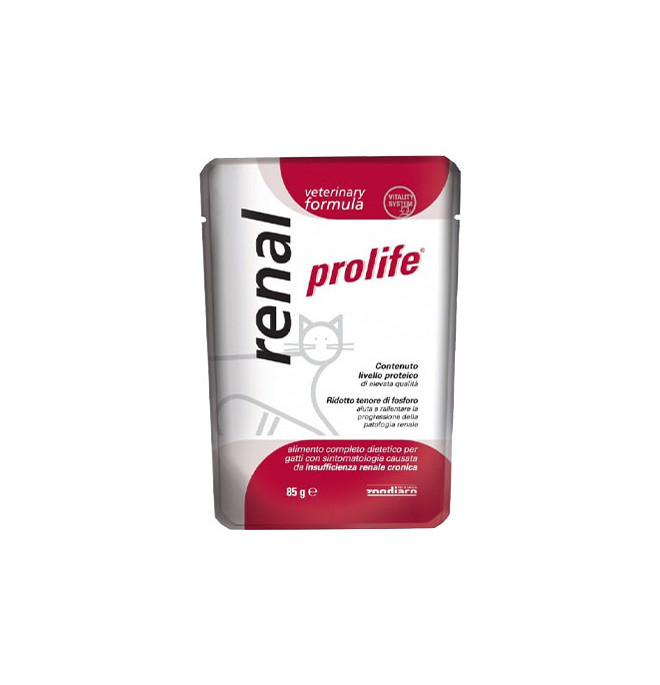 veterinary
formula
VITALITY
SYSTEM
renal
prolife®
Contenuto
livello proteico
di elevata qualità
Ridotto tenore di fosforo
aiuta a rallentare la
progressione della
patologia renale
alimento completo dietetico per
gatti con sintomatologia causata
da insufficienza renale cronica
85 g ℮
zoodiaco